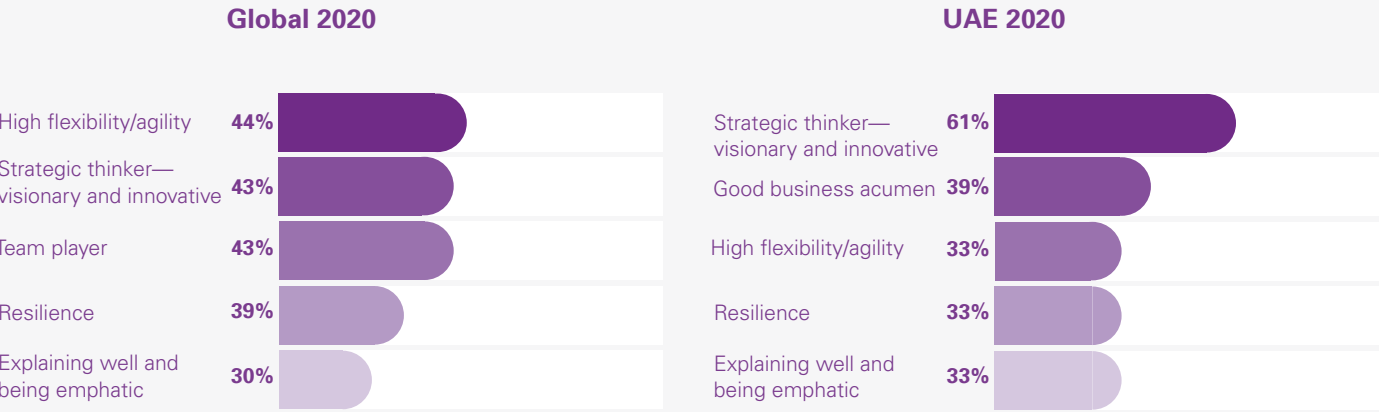 Global 2020
High flexibility/agility 44%
Strategic thinker—
visionary and innovative 43%
Team player 43%
Resilience 39%
Explaining well and
being emphatic 30%
UAE 2020
Strategic thinker— 61%
visionary and innovative
Good business acumen 39%
High flexibility/agility 33%
Resilience 33%
Explaining well and
being emphatic 33%